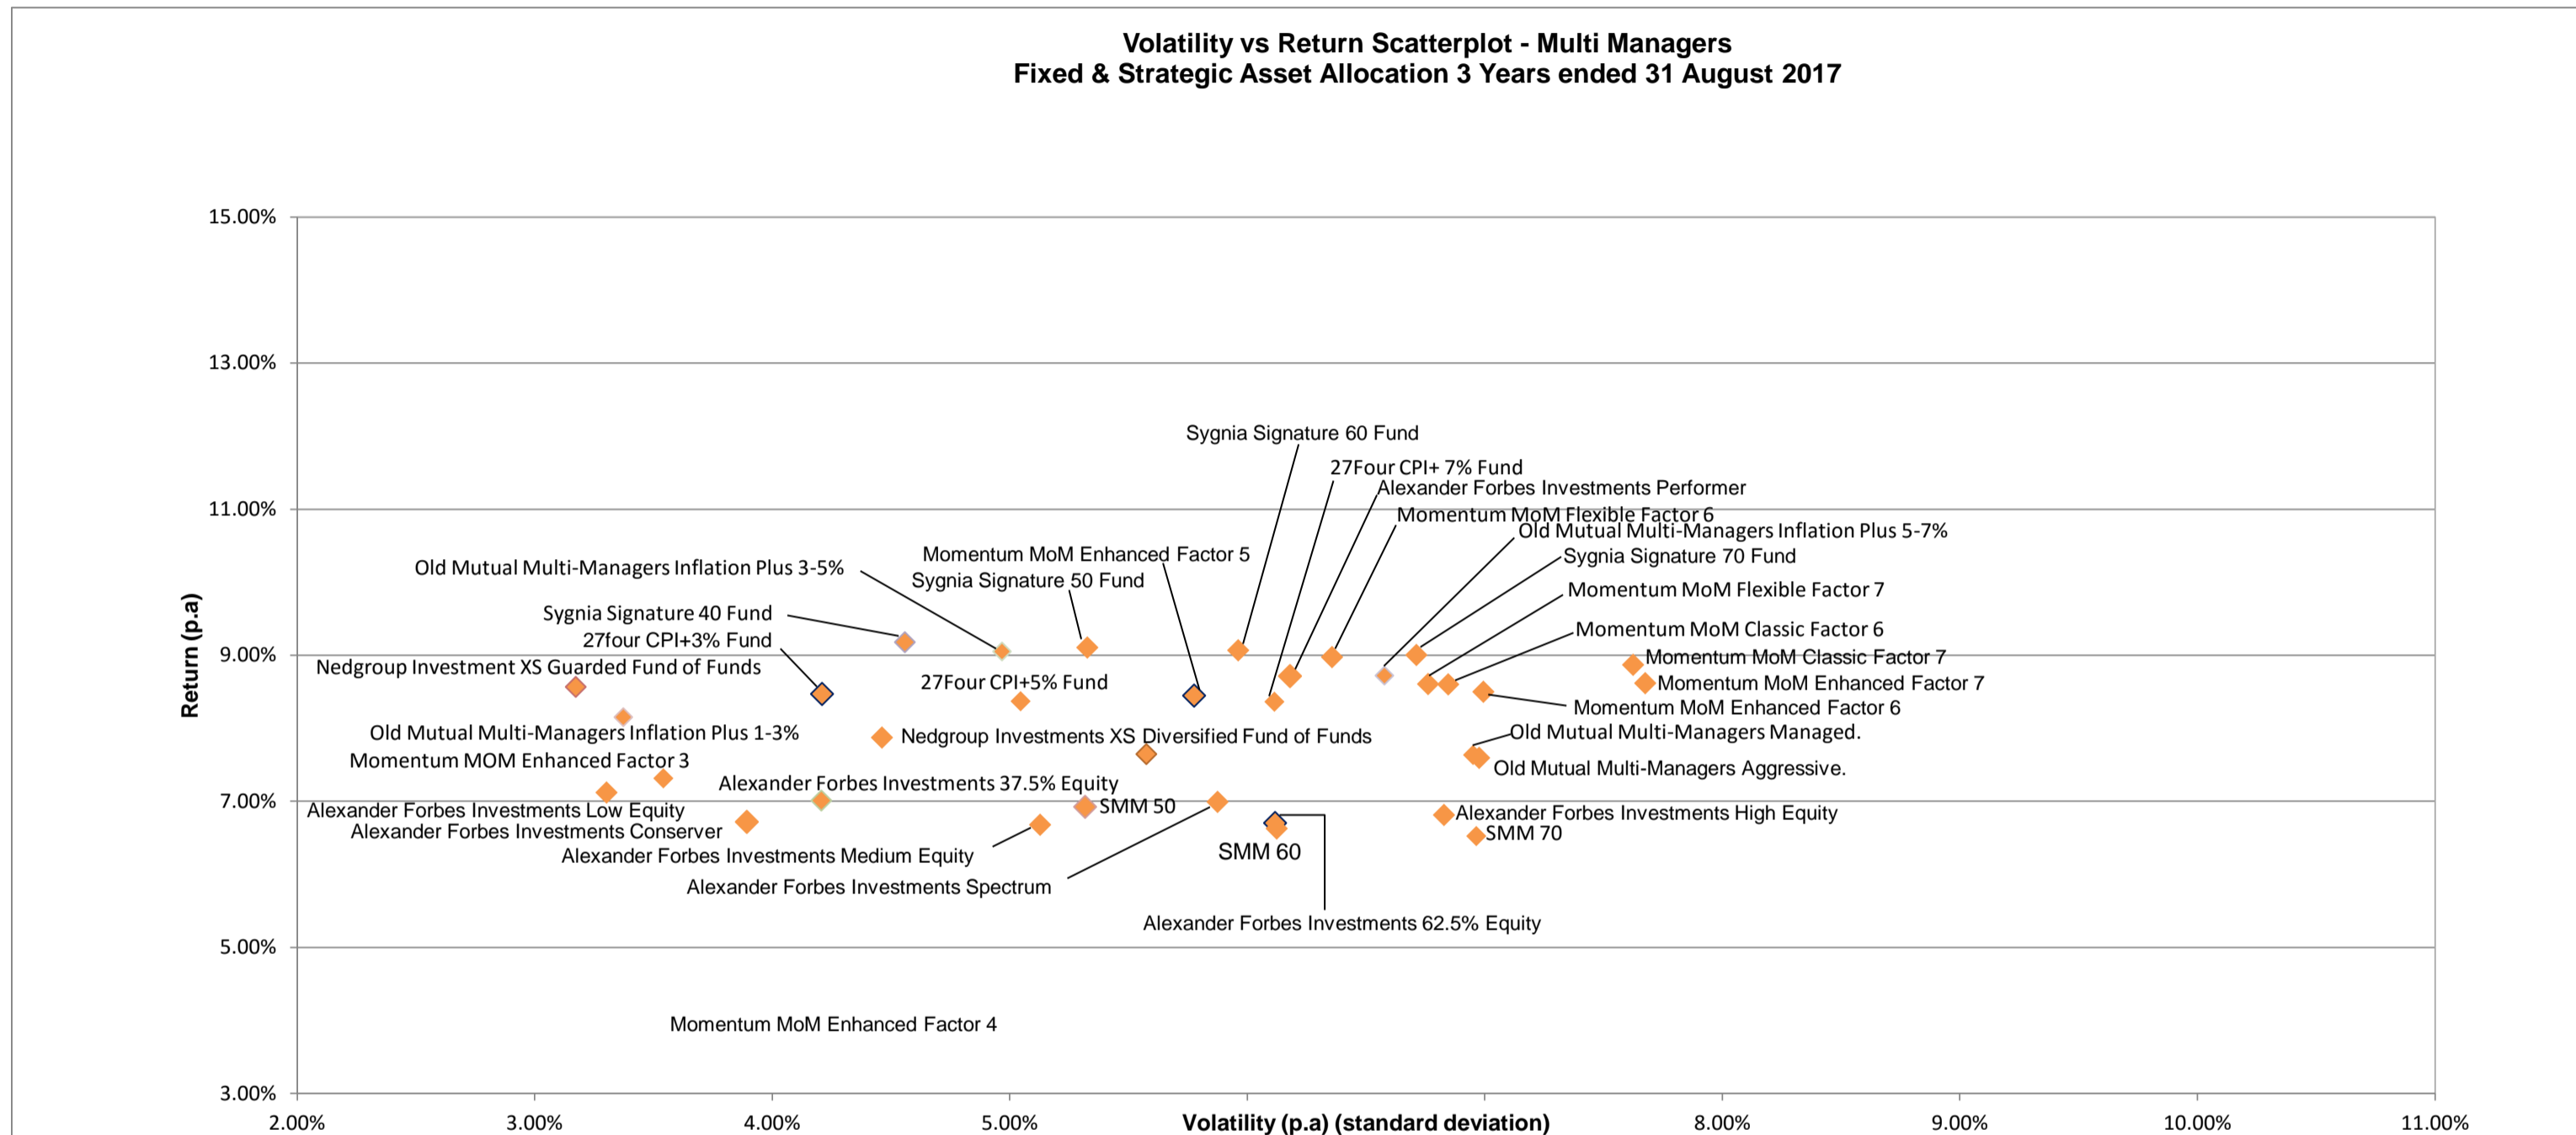 Volatility vs Return Scatterplot - Multi Managers
Fixed & Strategic Asset Allocation 3 Years ended 31 August 2017
15.00%
13.00%
Sygnia Signature 60 Fund
27Four CPI+ 7% Fund
Alexander Forbes Investments Performer
11.00%
Momentum MoM Flexible Factor 6
Old Mutual Multi-Managers Inflation Plus 5-7%
Momentum MoM Enhanced Factor 5
Sygnia Signature 70 Fund
Old Mutual Multi-Managers Inflation Plus 3-5%
Sygnia Signature 50 Fund
Momentum MoM Flexible Factor 7
Sygnia Signature 40 Fund
Momentum MoM Classic Factor 6
27four CPI+3% Fund
9.00%
Momentum MoM Classic Factor 7
Nedgroup Investment XS Guarded Fund of Funds
27Four CPI+5% Fund
Momentum MoM Enhanced Factor 7
Return (p.a)
Momentum MoM Enhanced Factor 6
Old Mutual Multi-Managers Inflation Plus 1-3%
Nedgroup Investments XS Diversified Fund of Funds
Old Mutual Multi-Managers Managed.
Momentum MOM Enhanced Factor 3
Old Mutual Multi-Managers Aggressive.
Alexander Forbes Investments 37.5% Equity
7.00%
SMM 50
Alexander Forbes Investments Low Equity
Alexander Forbes Investments High Equity
Alexander Forbes Investments Conserver
SMM 70
SMM 60
Alexander Forbes Investments Medium Equity
Alexander Forbes Investments Spectrum
Alexander Forbes Investments 62.5% Equity
5.00%
Momentum MoM Enhanced Factor 4
3.00%
2.00%
3.00%
4.00%
5.00%
Volatility (p.a) (standard deviation)
8.00%
9.00%
10.00%
11.00%